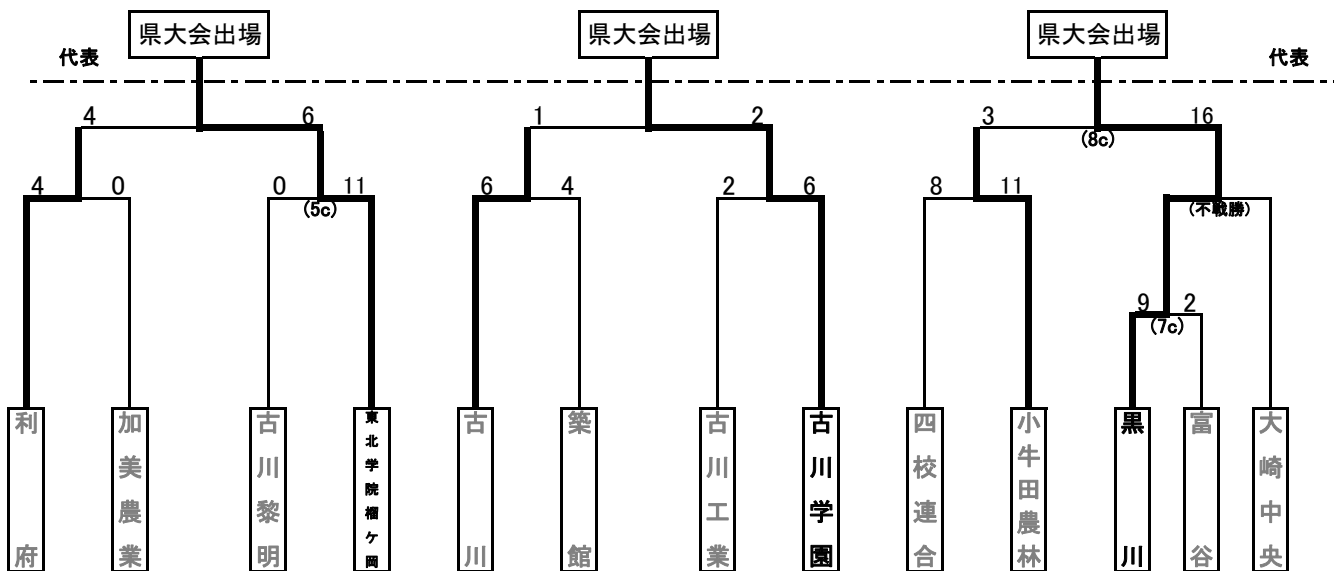 県大会出場
県大会出場
県大会出場
代表
代表
4
6
1
2
3
16
(8c)
4
0
0
11
6
4
2
6
8
11
(5c)
(不戦勝)
9
2
(7c)
利府
加美農業
古川黎明
東北学院榴ケ岡
古川
築館
古川工業
古川学園
四校連合
小牛田農林
黒川
富谷
大崎中央